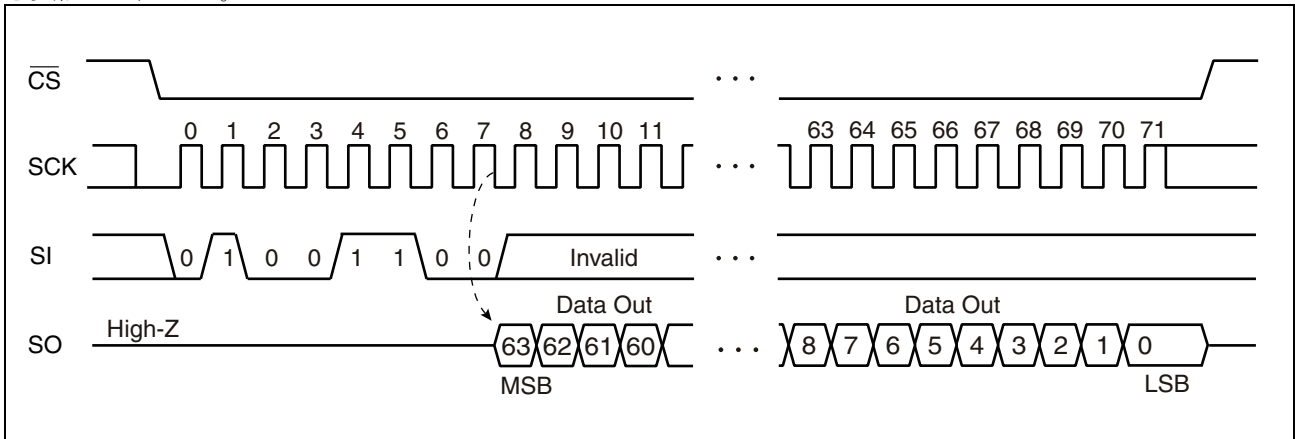 CS
0 1 2 3 4 5 6 7 8 9 10 11 63 64 65 66 67 68 69 70 71
SCK
SI 0 1 0 0 1 1 0 0 Invalid
Data Out Data Out
High-Z
SO 63 62 61 60 8 7 6 5 4 3 2 1 0
MSB LSB